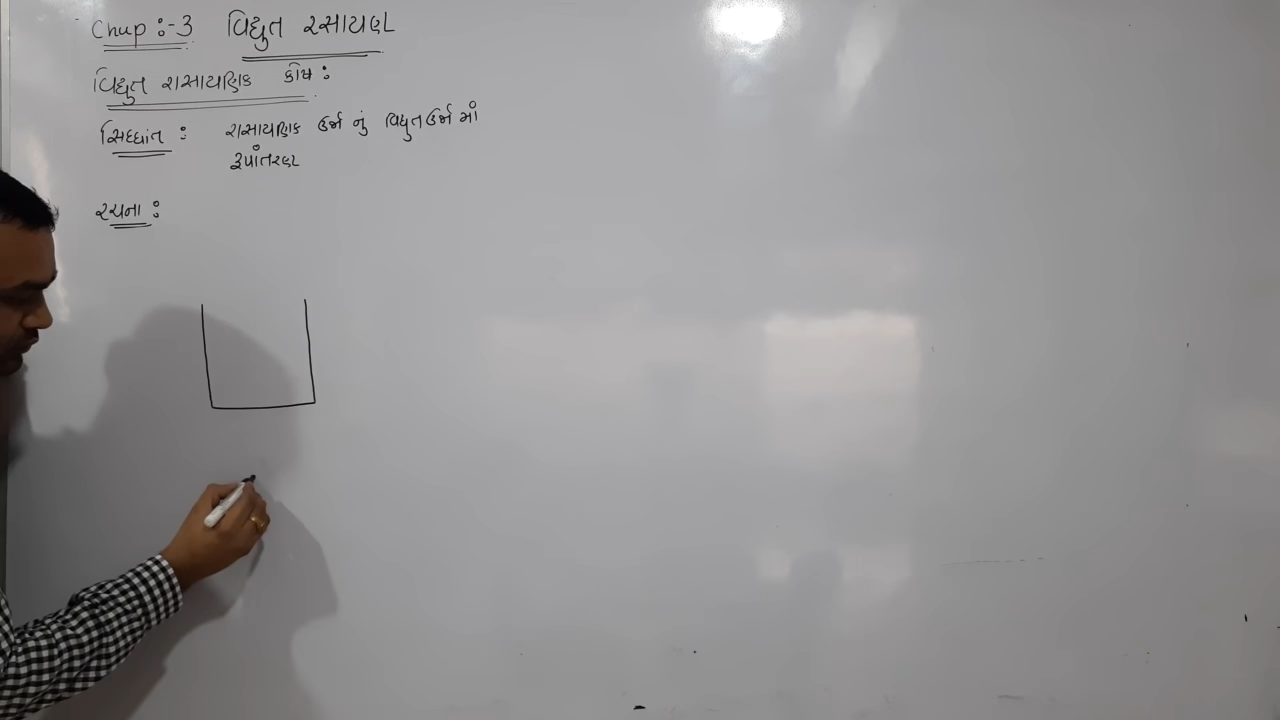 Chap :-3 વિદ્યુત રસાયણ
વિદ્યુત રાસાયણિક કોષ :
સિધ્ધાંત : રાસાયણિક ઉર્જા નું વિદ્યુતઉર્જા માં
રૂપાંતરણ
રચના :